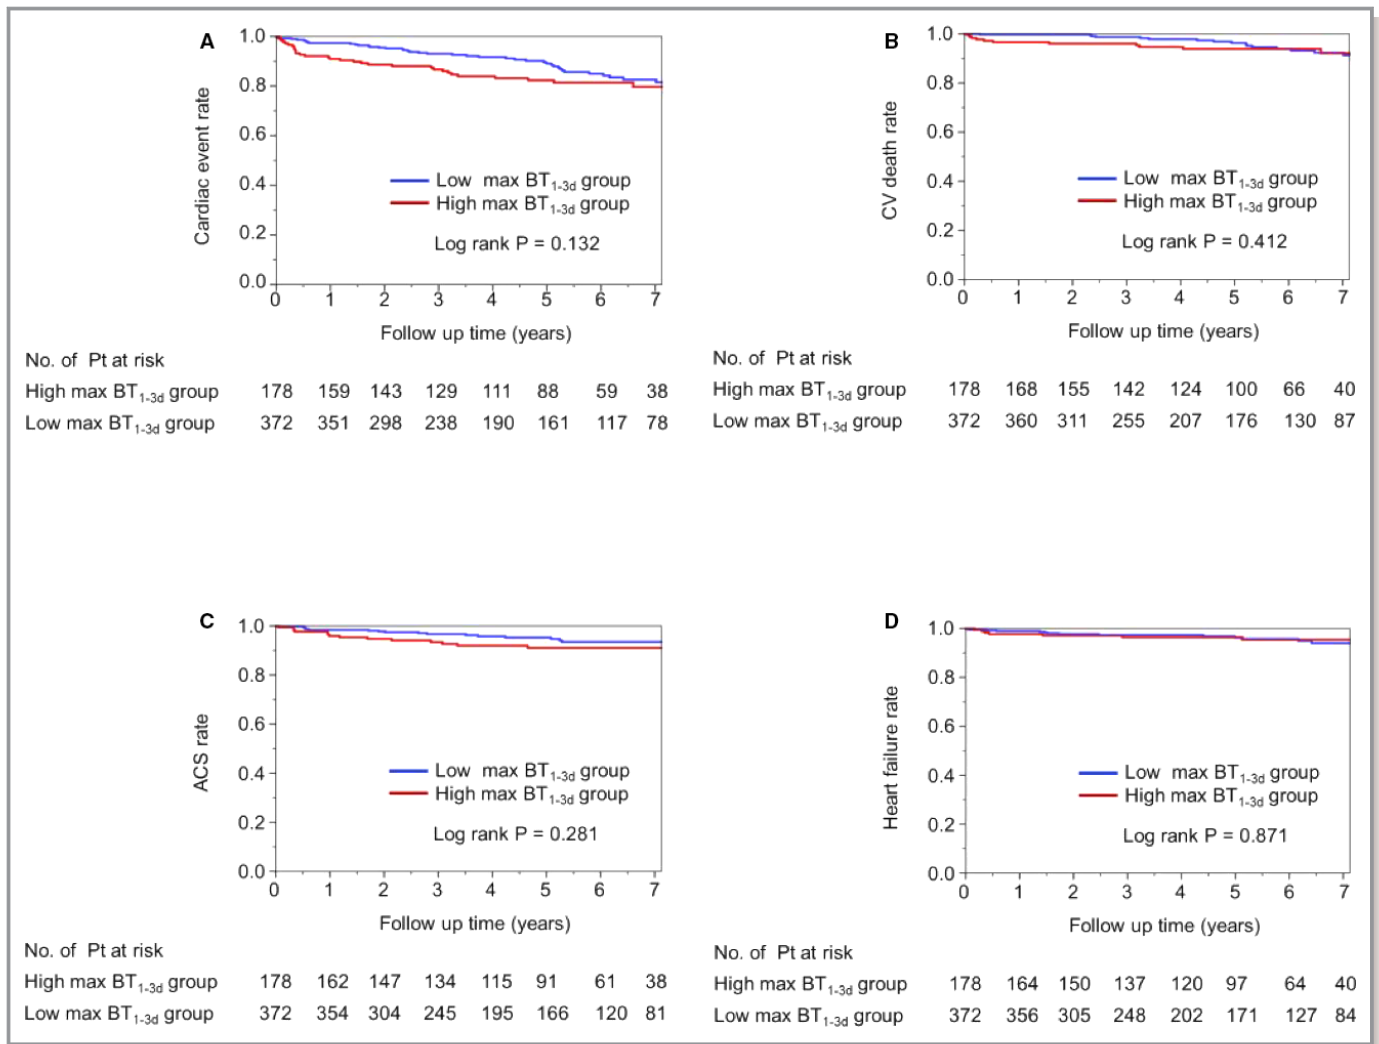 A
Cardiac event rate
1.0
0.8
0.6
0.4
0.2
0.0
Low max BT1-3d group
High max BT1-3d group
Log rank P = 0.132
0 1 2 3 4 5 6 7
Follow up time (years)
No. of Pt at risk
High max BT1-3d group 178 159 143 129 111 88 59 38
Low max BT1-3d group 372 351 298 238 190 161 117 78
B
CV death rate
1.0
0.8
0.6
0.4
0.2
0.0
Low max BT1-3d group
High max BT1-3d group
Log rank P = 0.412
0 1 2 3 4 5 6 7
Follow up time (years)
No. of Pt at risk
High max BT1-3d group 178 168 155 142 124 100 66 40
Low max BT1-3d group 372 360 311 255 207 176 130 87
C
ACS rate
1.0
0.8
0.6
0.4
0.2
0.0
Low max BT1-3d group
High max BT1-3d group
Log rank P = 0.281
0 1 2 3 4 5 6 7
Follow up time (years)
No. of Pt at risk
High max BT1-3d group 178 162 147 134 115 91 61 38
Low max BT1-3d group 372 354 304 245 195 166 120 81
D
Heart failure rate
1.0
0.8
0.6
0.4
0.2
0.0
Low max BT1-3d group
High max BT1-3d group
Log rank P = 0.871
0 1 2 3 4 5 6 7
Follow up time (years)
No. of Pt at risk
High max BT1-3d group 178 164 150 137 120 97 64 40
Low max BT1-3d group 372 356 305 248 202 171 127 84